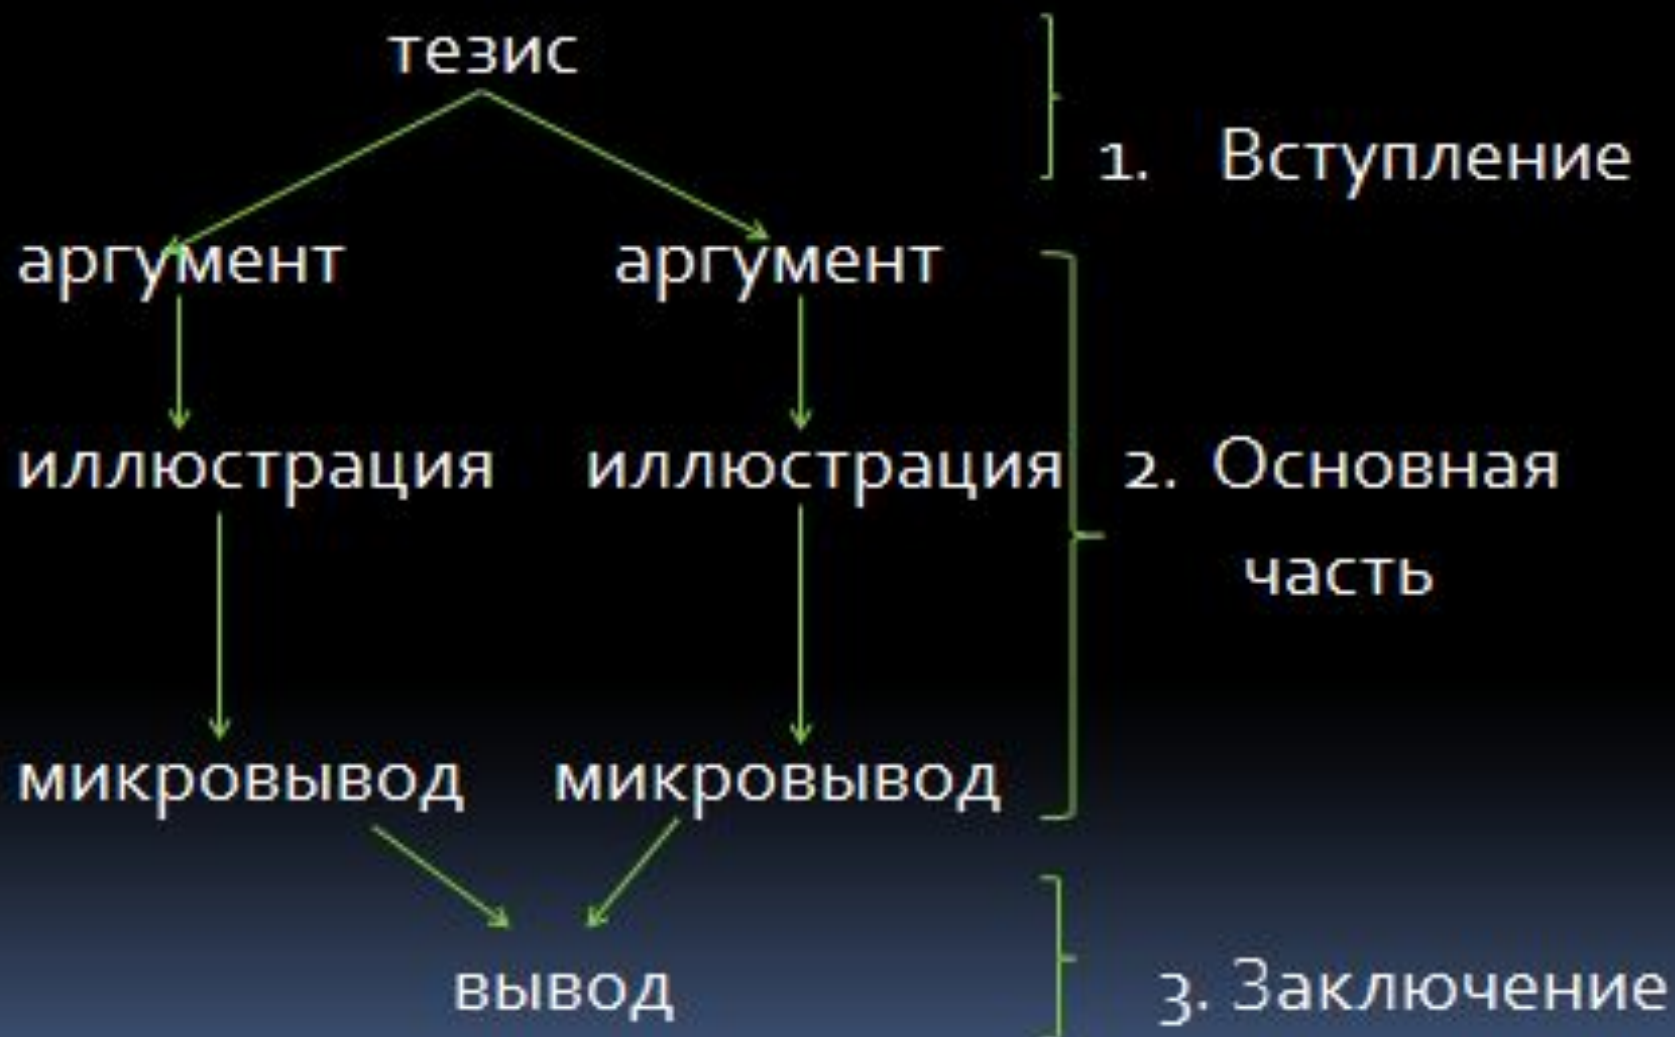 тезис
1. Вступление
аргумент аргумент
иллюстрация иллюстрация 2. Основная
часть
микровывод микровывод
вывод 3. Заключение